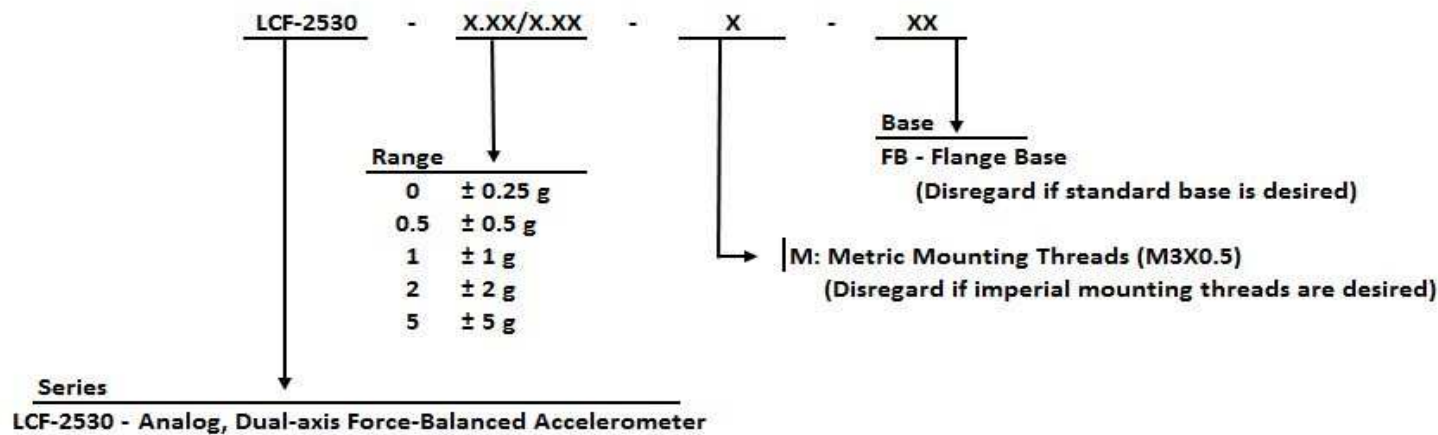 LCF-2530 - X.XX/X.XX - X - XX
Base
FB - Flange Base
(Disregard if standard base is desired)
Range
0 ± 0.25 g
0.5 ± 0.5 g
1 ± 1 g
2 ± 2 g
5 ± 5 g
M: Metric Mounting Threads (M3X0.5)
(Disregard if imperial mounting threads are desired)
Series
LCF-2530 - Analog, Dual-axis Force-Balanced Accelerometer